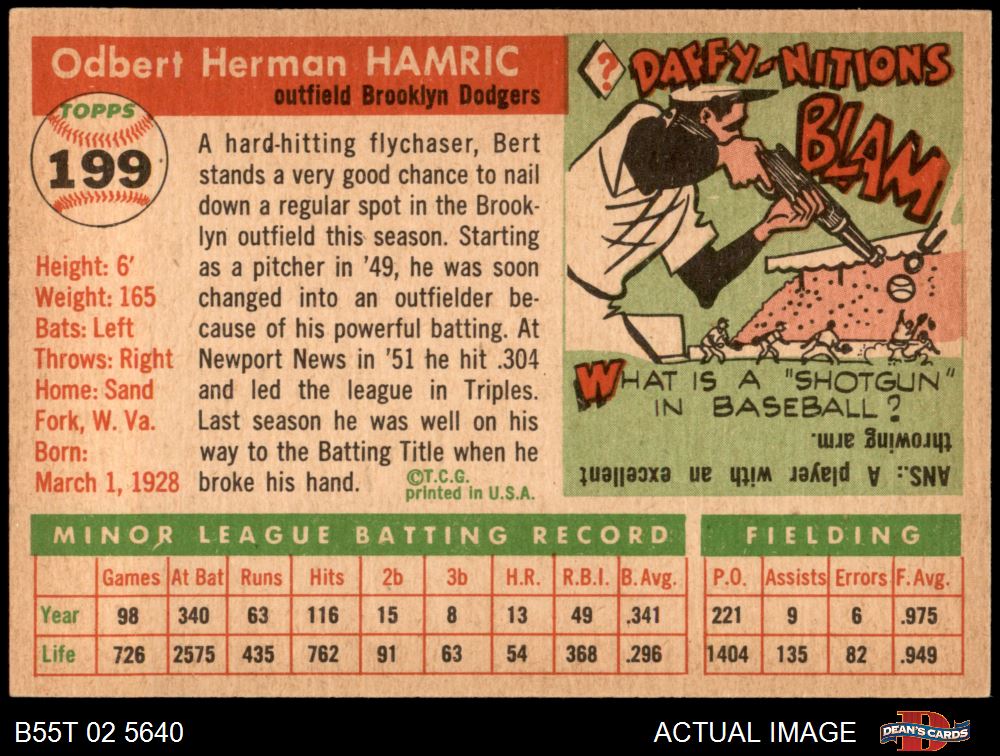 Odbert Herman HAMRIC
outfield Brooklyn Dodgers
TOPPS
199
Height: 6'
Weight: 165
Bats: Left
Throws: Right
Home: Sand
Fork, W. Va.
Born:
March 1, 1928
A hard-hitting flychaser, Bert
stands a very good chance to nail
down a regular spot in the Brook-
lyn outfield this season. Starting
as a pitcher in '49, he was soon
changed into an outfielder be-
cause of his powerful batting. At
Newport News in '51 he hit .304
and led the league in Triples.
Last season he was well on his
way to the Batting Title when he
broke his hand.
©T.C.G.
printed in U.S.A.
?
DAFFY-NITIONS
BLAM
WHAT IS A "SHOTGUN"
IN BASEBALL?
ANS.: A player with an excellent
throwing arm.
MINOR LEAGUE BATTING RECORD
Games At Bat Runs Hits 2b 3b H.R. R.B.I. B. Avg.
Year 98 340 63 116 15 8 13 49 .341
Life 726 2575 435 762 91 63 54 368 .296
FIELDING
P.O. Assists Errors F. Avg.
221 9 6 .975
1404 135 82 .949
B55T 02 5640
ACTUAL IMAGE
D
DEAN'S CARDS